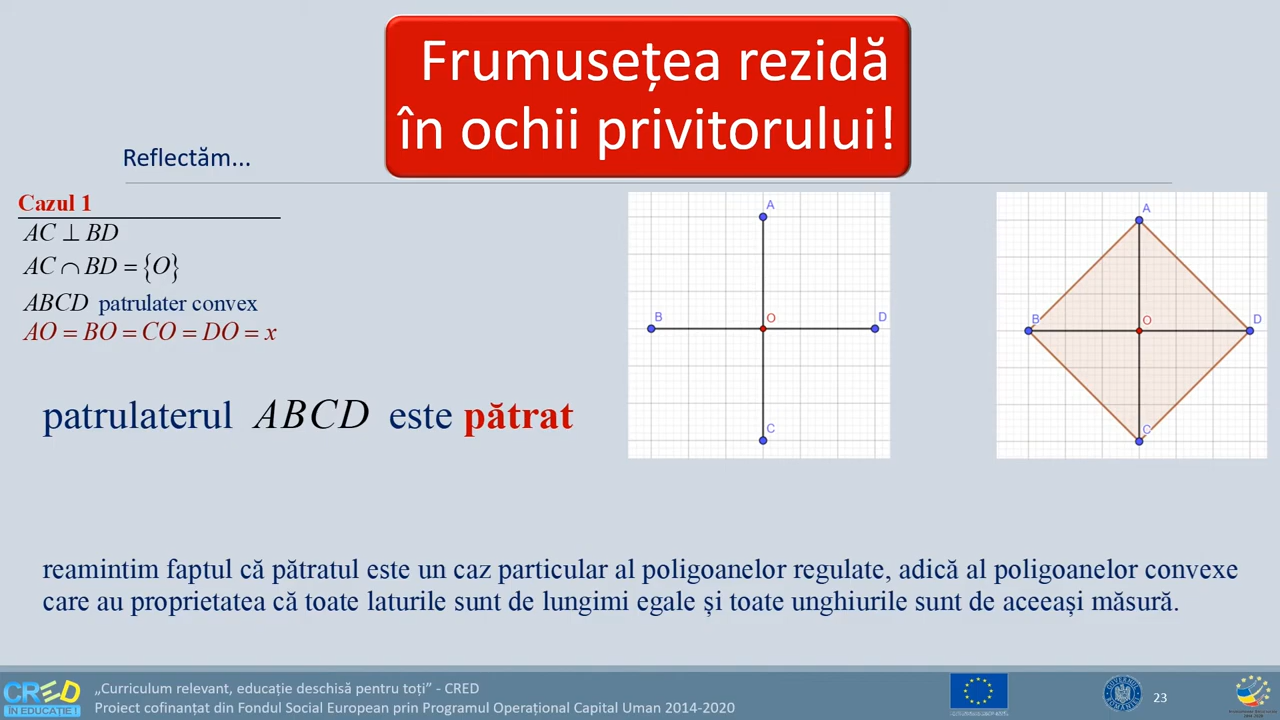 Frumusețea rezidă
în ochii privitorului!
Reflectăm...
Cazul 1
AC ⊥ BD
AC ∩ BD = {O}
ABCD patrulater convex
AO = BO = CO = DO = x
patrulaterul ABCD este pătrat
A
B
O
D
C
A
B
O
D
C
reamintim faptul că pătratul este un caz particular al poligoanelor regulate, adică al poligoanelor convexe
care au proprietatea că toate laturile sunt de lungimi egale și toate unghiurile sunt de aceeași măsură.
CRED
ÎN EDUCAȚIE !
„Curriculum relevant, educație deschisă pentru toți” - CRED
Proiect cofinanțat din Fondul Social European prin Programul Operațional Capital Uman 2014-2020
23